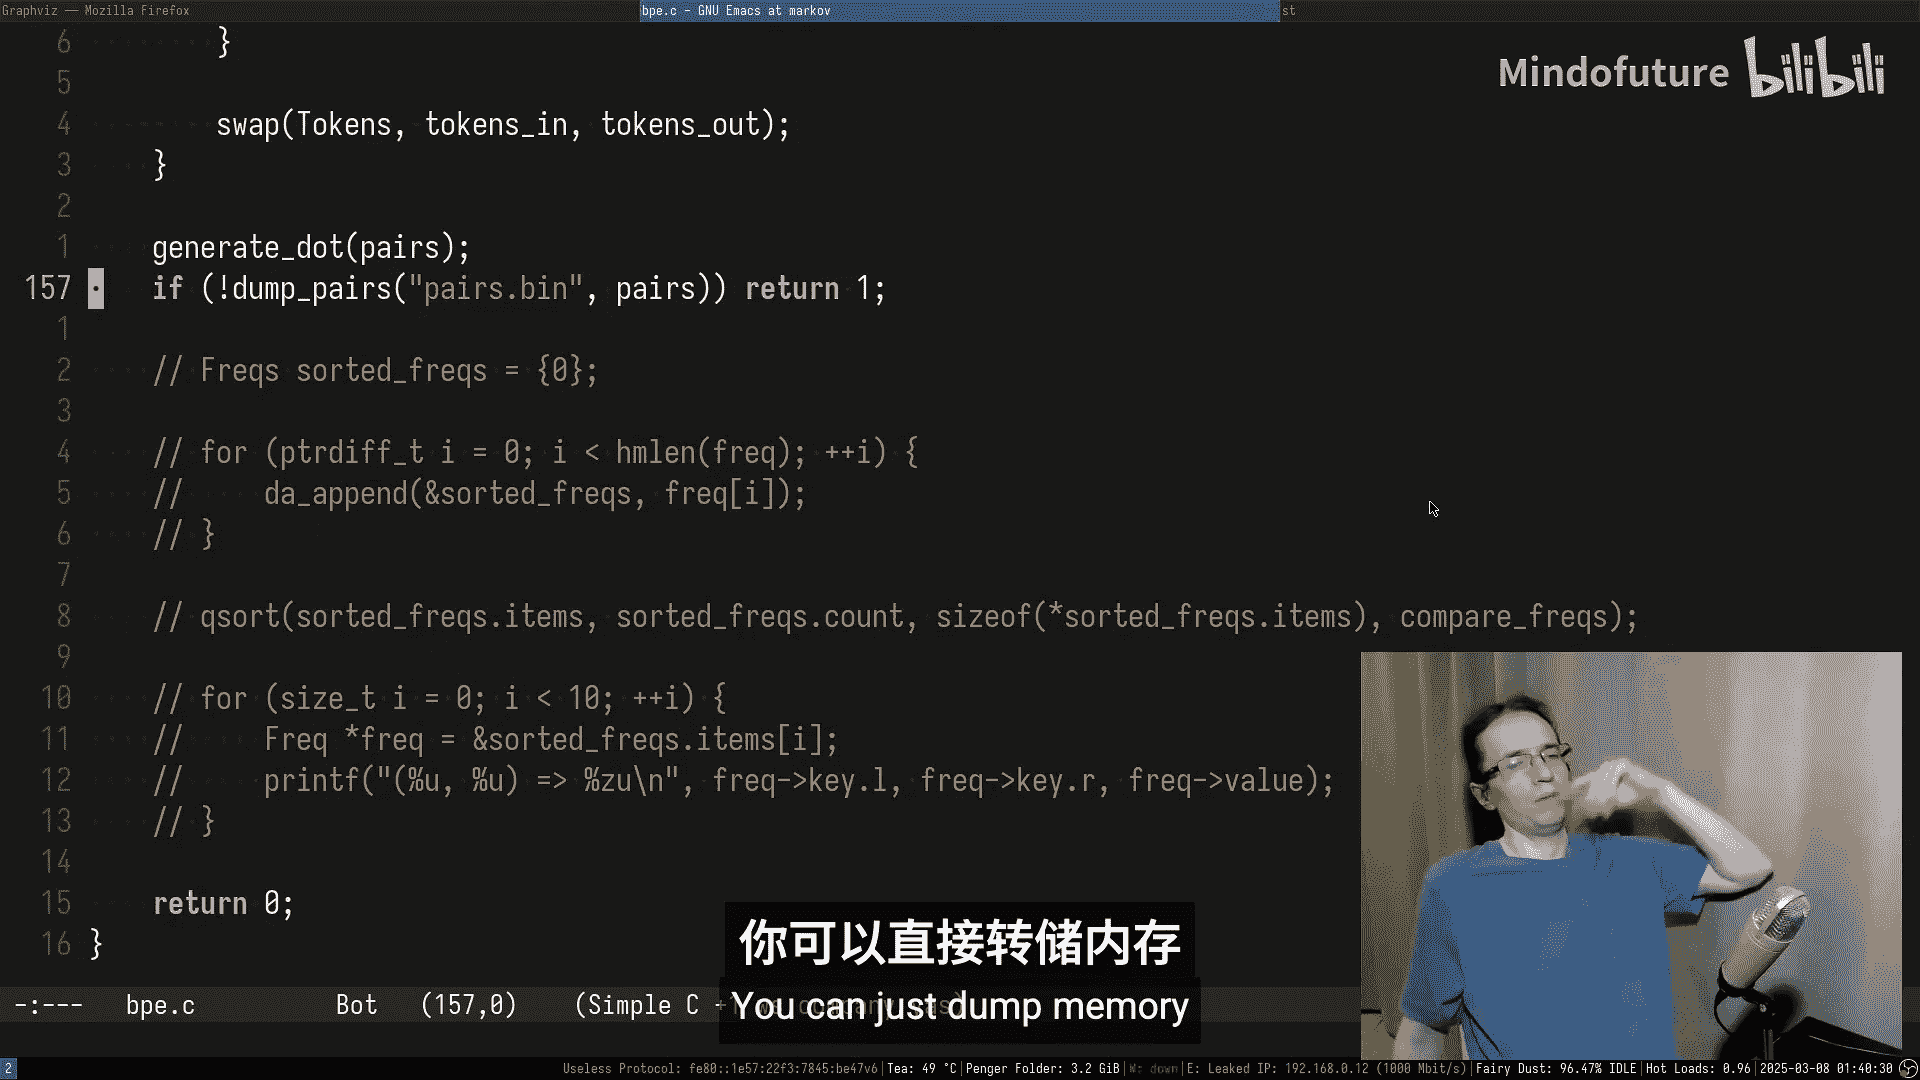 Graphviz — Mozilla Firefox
bpe.c - GNU Emacs at markov
st
Mindofuture bilibili
6 }
5
4 swap(Tokens, tokens_in, tokens_out);
3 }
2
1 generate_dot(pairs);
157 if (!dump_pairs("pairs.bin", pairs)) return 1;
1
2 // Freqs sorted_freqs = {0};
3
4 // for (ptrdiff_t i = 0; i < hmlen(freq); ++i) {
5 //     da_append(&sorted_freqs, freq[i]);
6 // }
7
8 // qsort(sorted_freqs.items, sorted_freqs.count, sizeof(*sorted_freqs.items), compare_freqs);
9
10 // for (size_t i = 0; i < 10; ++i) {
11 //     Freq *freq = &sorted_freqs.items[i];
12 //     printf("(%u, %u) => %zu\n", freq->key.l, freq->key.r, freq->value);
13 // }
14
15 return 0;
16 }
你可以直接转储内存
You can just dump memory
-:--- bpe.c Bot (157,0) (Simple C
2 Useless Protocol: fe80::1e57:22f3:7845:be47v6|Tea: 49 °C|Penger Folder: 3.2 GiB|W: down|E: Leaked IP: 192.168.0.12 (1000 Mbit/s)|Fairy Dust: 96.47% IDLE|Hot Loads: 0.96|2025-03-08 01:40:30